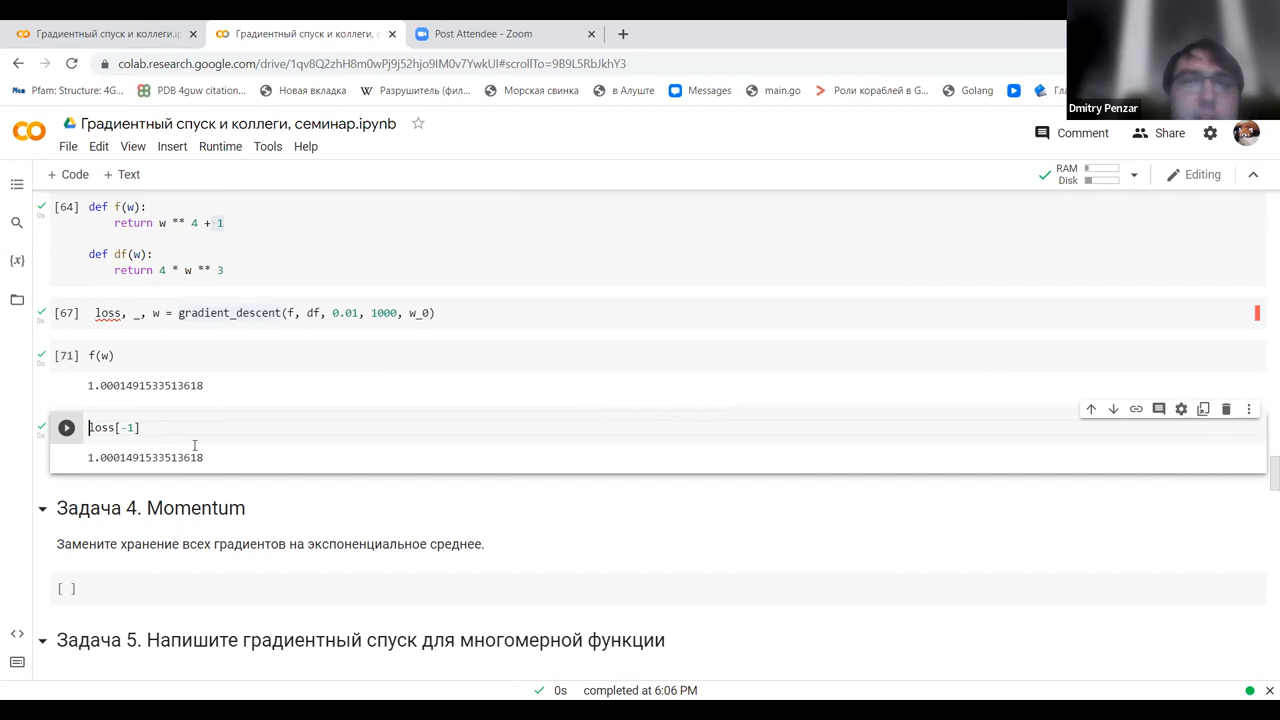 Градиентный спуск и коллеги.i
Градиентный спуск и коллеги,
Post Attendee - Zoom
colab.research.google.com/drive/1qv8Q2zhH8m0wPj9j52hjo9IM0v7YwkUI#scrollTo=9B9L5RbJkhY3
Pfam: Structure: 4G...
PDB 4guw citation...
Новая вкладка
Разрушитель (фил...
Морская свинка
в Алуште
Messages
main.go
Роли кораблей в G...
Golang
Dmitry Penzar
Градиентный спуск и коллеги, семинар.ipynb
Comment
Share
File Edit View Insert Runtime Tools Help
+ Code + Text
RAM
Disk
Editing
[64] def f(w):
return w ** 4 + 1
def df(w):
return 4 * w ** 3
[67] loss, _, w = gradient_descent(f, df, 0.01, 1000, w_0)
[71] f(w)
1.0001491533513618
loss[-1]
1.0001491533513618
Задача 4. Momentum
Замените хранение всех градиентов на экспоненциальное среднее.
[ ]
Задача 5. Напишите градиентный спуск для многомерной функции
0s completed at 6:06 PM